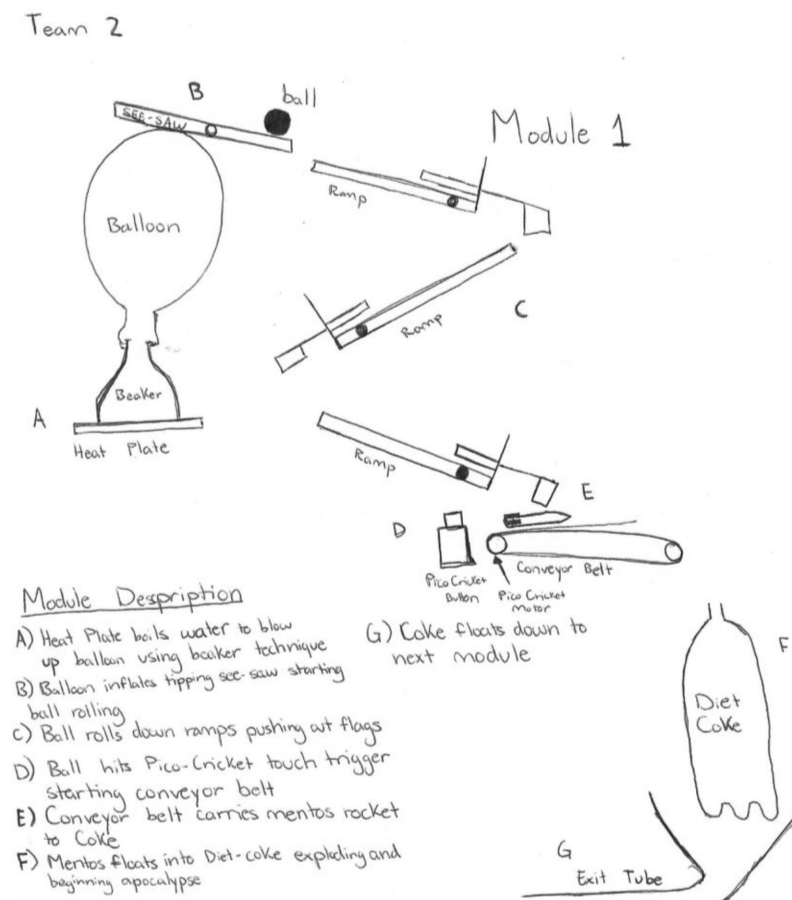 Team 2
B
ball
SEE-SAW
Module 1
Ramp
Balloon
C
Ramp
Beaker
A
Heat Plate
Ramp
E
D
Conveyor Belt
Pico Cricket
Button
Pico Cricket
Motor
Module Despription
A) Heat Plate boils water to blow
up balloon using beaker technique
B) Balloon inflates tipping see-saw starting
ball rolling
C) Ball rolls down ramps pushing out flags
D) Ball hits Pico-Cricket touch trigger
starting conveyor belt
E) Conveyor belt carries mentos rocket
to Coke
F) Mentos floats into Diet-coke exploding and
beginning apocalypse
G) Coke floats down to
next module
F
Diet
Coke
G
Exit Tube